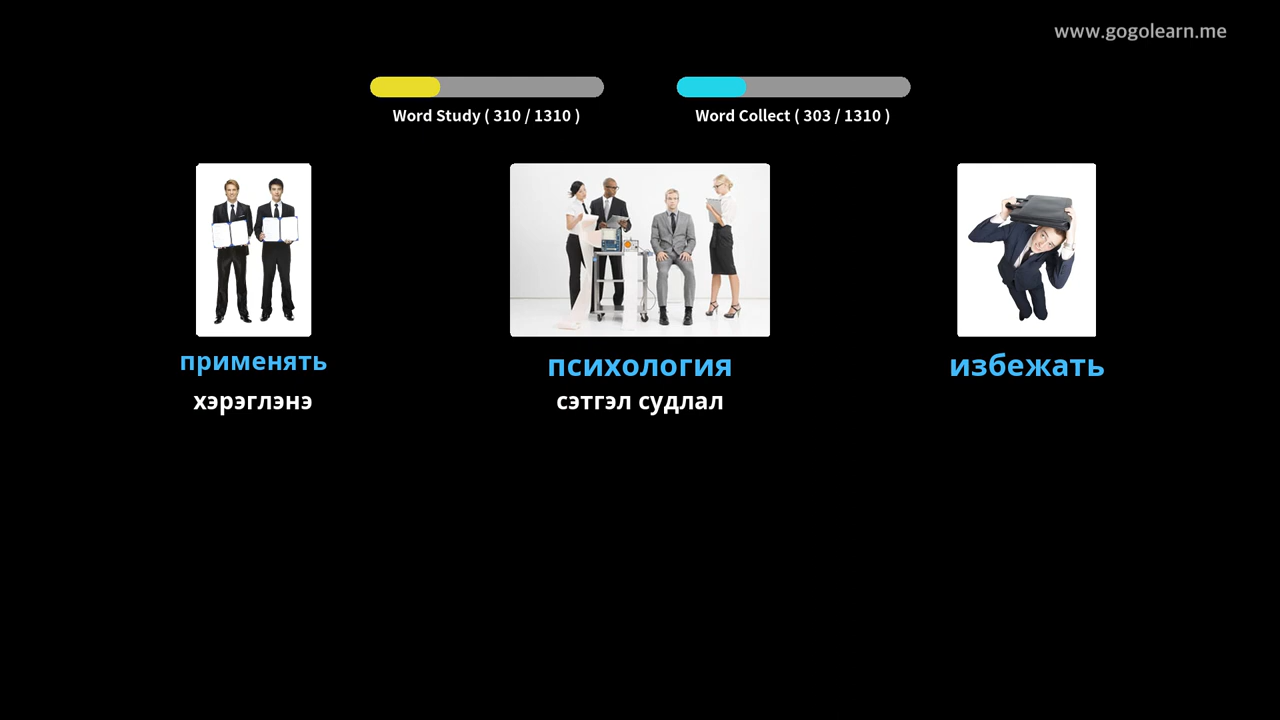 www.gogolearn.me
Word Study ( 310 / 1310 )
Word Collect ( 303 / 1310 )
применять
психология
избежать
хэрэглэнэ
сэтгэл судлал